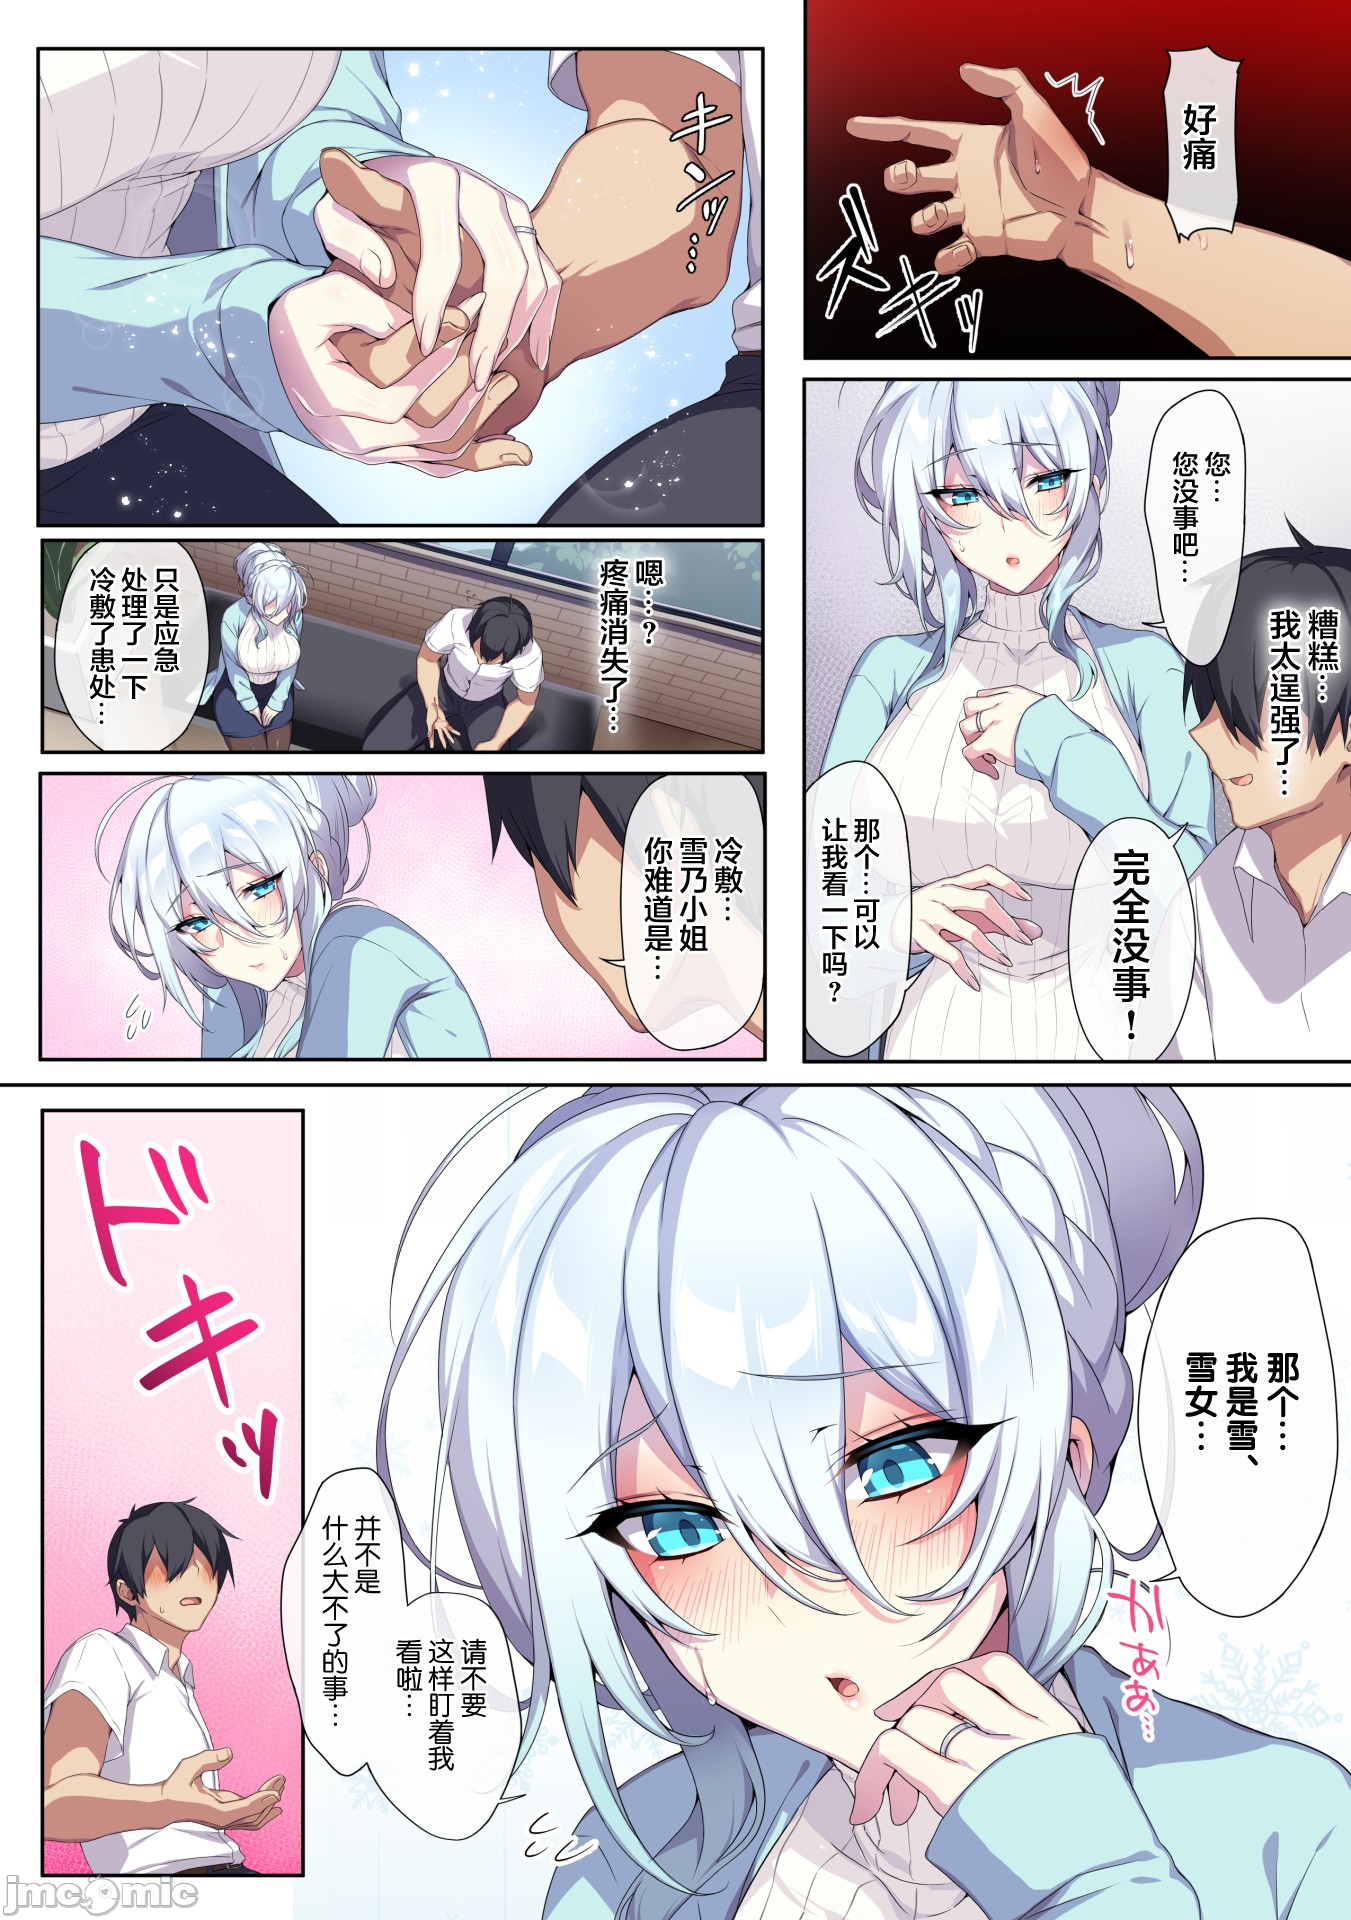 好痛
ズキッ
您…
您没事吧…
糟糕…
我太逞强了…
完全没事！
那个…可以
让我看一下吗？
キンッ…
嗯…？
疼痛消失了…
只是应急
处理了一下
冷敷了患处…
冷敷…
雪乃小姐
你难道是…
那个…
我是雪、
雪女…
かぁぁぁ…
请不要
这样盯着我
看啦…
并不是
什么大不了的事…
ドキッ
jmcomic